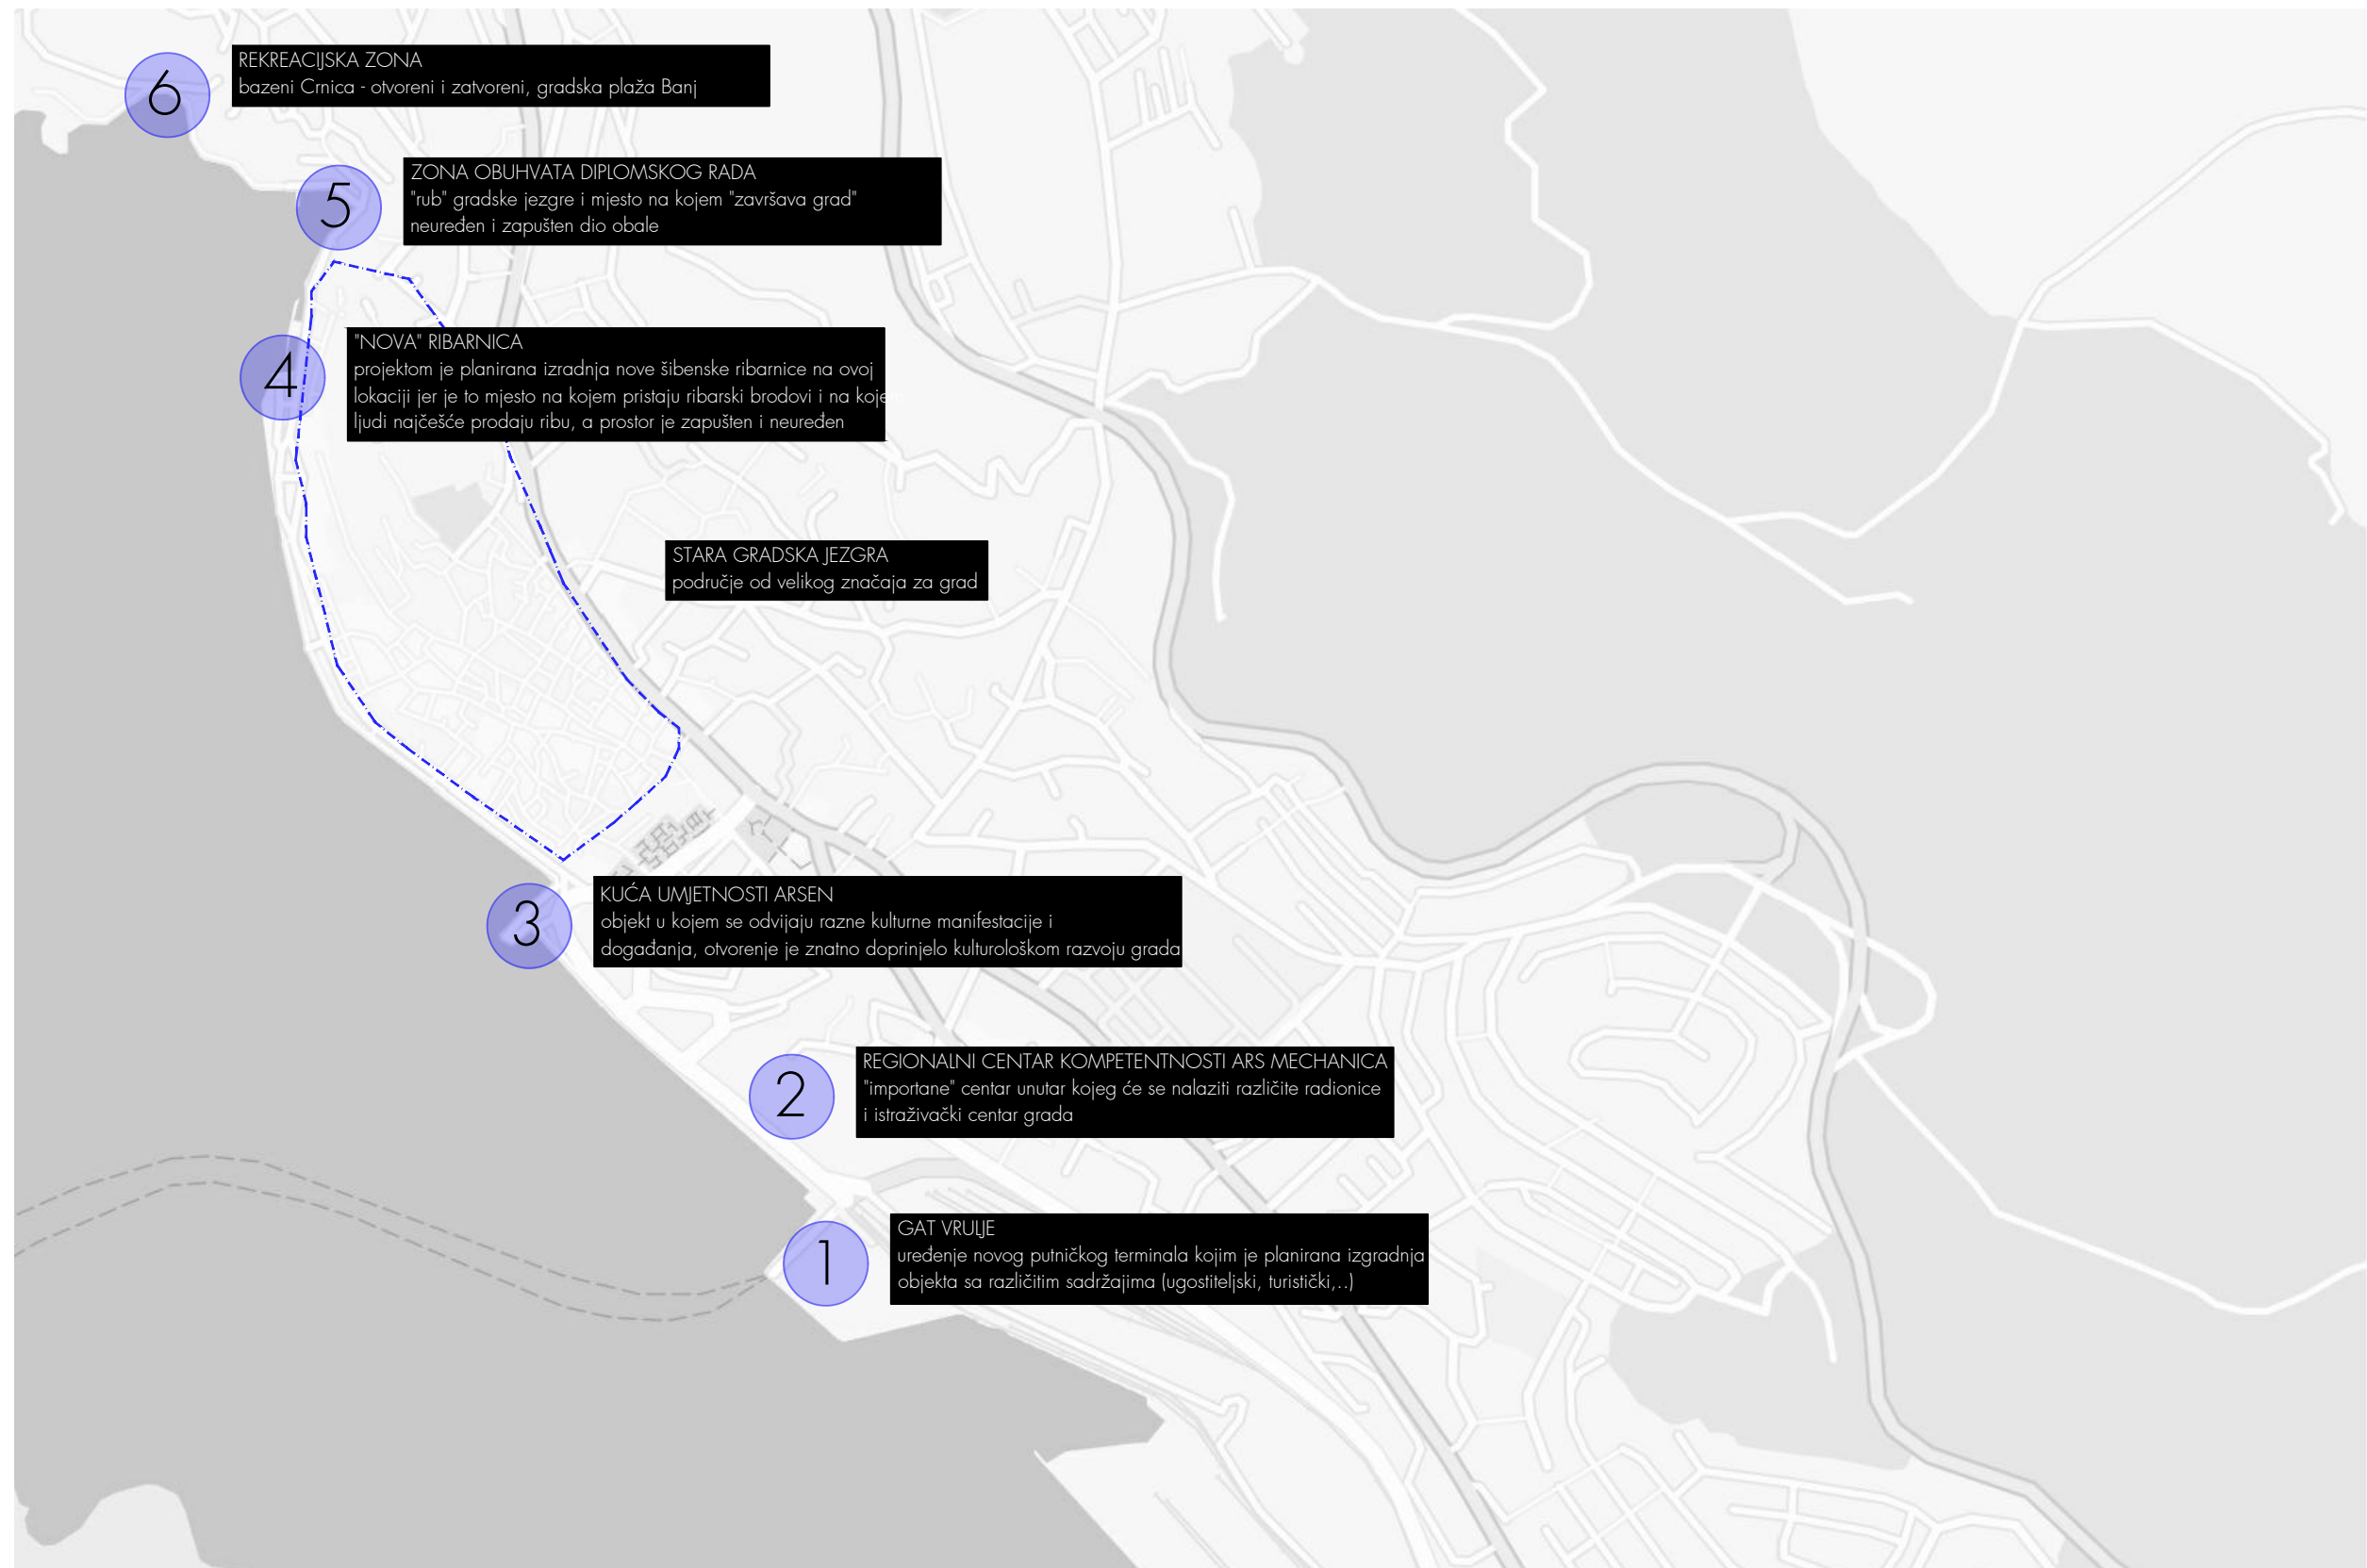 6
REKREACIJSKA ZONA
bazeni Crnica - otvoreni i zatvoreni, gradska plaža Banj
5
ZONA OBUHVATA DIPLOMSKOG RADA
"rub" gradske jezgre i mjesto na kojem "završava grad"
neuređen i zapušten dio obale
4
"NOVA" RIBARNICA
projektom je planirana izradnja nove šibenske ribarnice na ovoj
lokaciji jer je to mjesto na kojem pristaju ribarski brodovi i na kojem
ljudi najčešće prodaju ribu, a prostor je zapušten i neuređen
STARA GRADSKA JEZGRA
područje od velikog značaja za grad
3
KUĆA UMJETNOSTI ARSEN
objekt u kojem se odvijaju razne kulturne manifestacije i
događanja, otvorenje je znatno doprinjelo kulturološkom razvoju grada
2
REGIONALNI CENTAR KOMPETENTNOSTI ARS MECHANICA
"importane" centar unutar kojeg će se nalaziti različite radionice
i istraživački centar grada
1
GAT VRULJE
uređenje novog putničkog terminala kojim je planirana izgradnja
objekta sa različitim sadržajima (ugostiteljski, turistički,..)